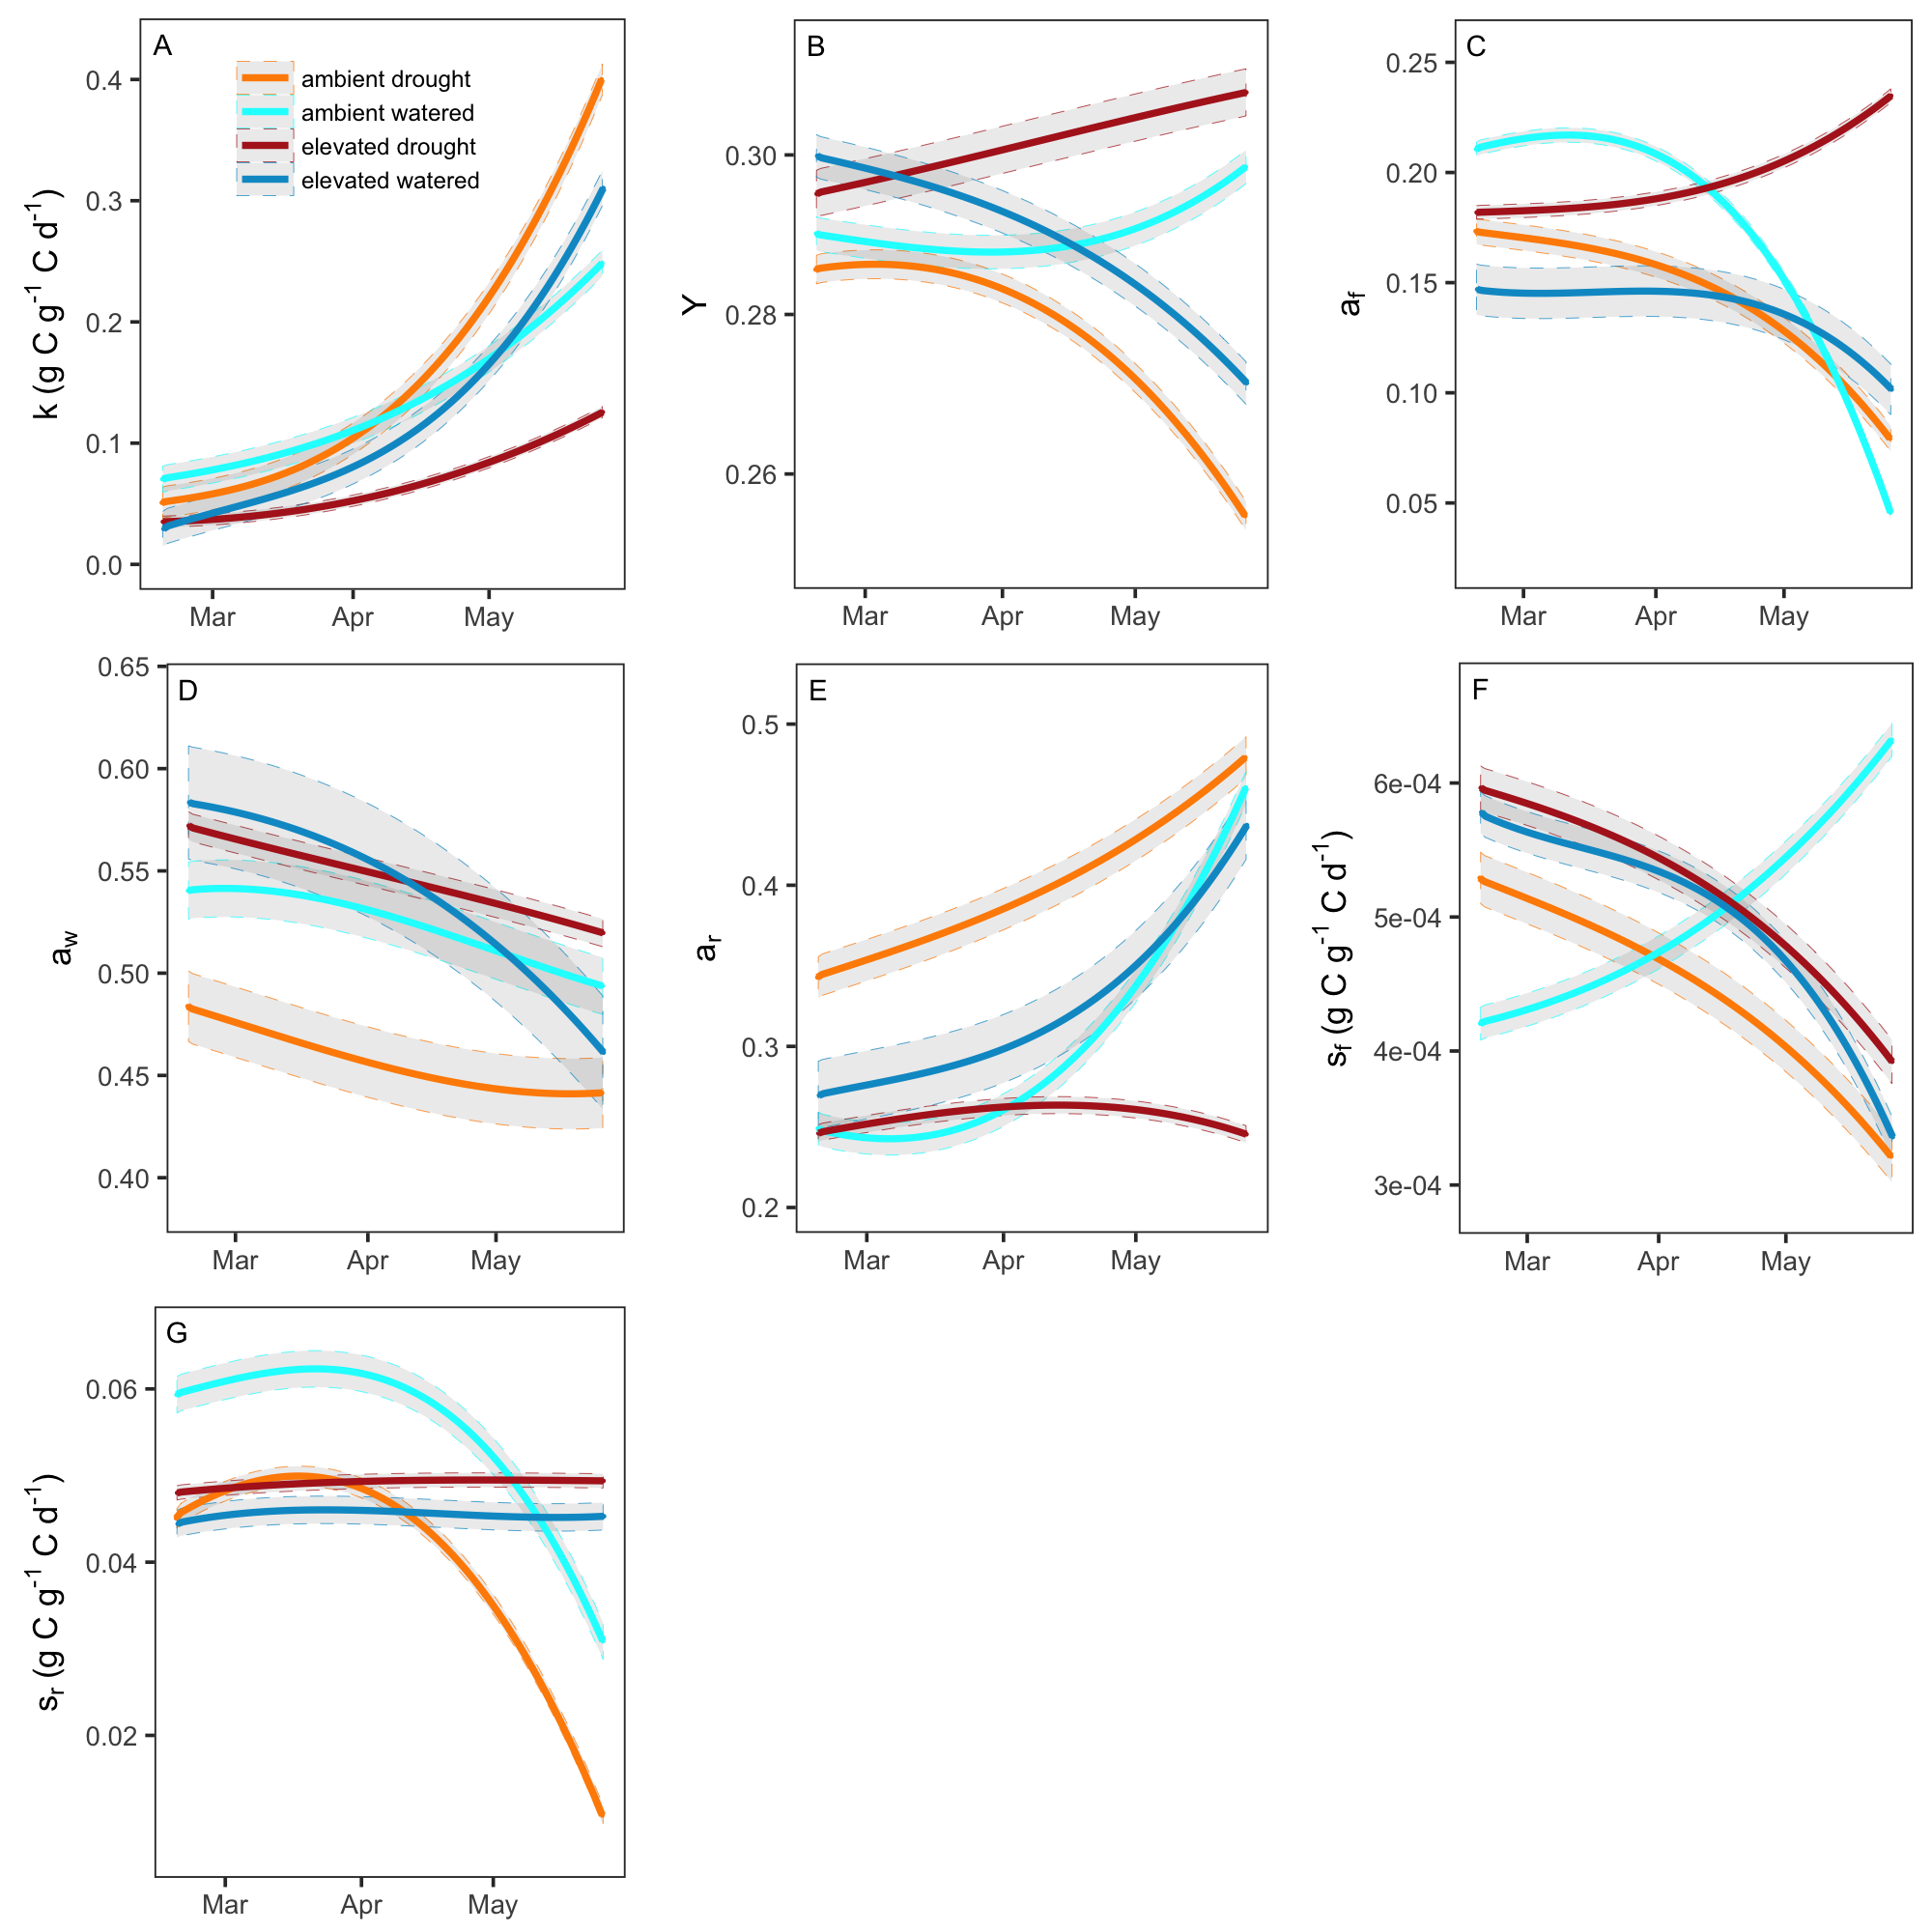 A
ambient drought
ambient watered
elevated drought
elevated watered
k (g C g-1 C d-1)
0.4
0.3
0.2
0.1
0.0
Mar Apr May
B
Y
0.30
0.28
0.26
Mar Apr May
C
af
0.25
0.20
0.15
0.10
0.05
Mar Apr May
D
aw
0.65
0.60
0.55
0.50
0.45
0.40
Mar Apr May
E
ar
0.5
0.4
0.3
0.2
Mar Apr May
F
sf (g C g-1 C d-1)
6e-04
5e-04
4e-04
3e-04
Mar Apr May
G
sr (g C g-1 C d-1)
0.06
0.04
0.02
Mar Apr May